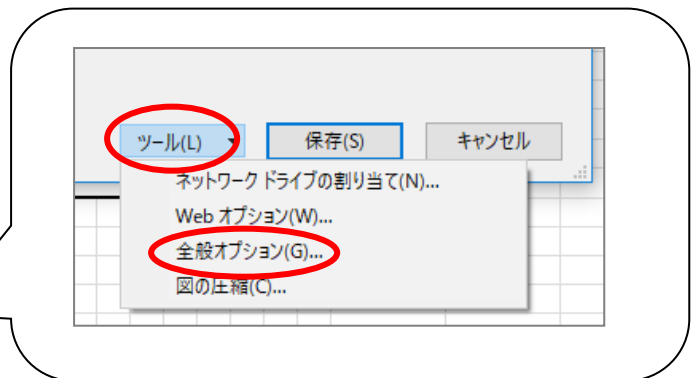 ツール(L) 保存(S) キャンセル
ネットワーク ドライブの割り当て(N)...
Web オプション(W)...
全般オプション(G)...
図の圧縮(C)...